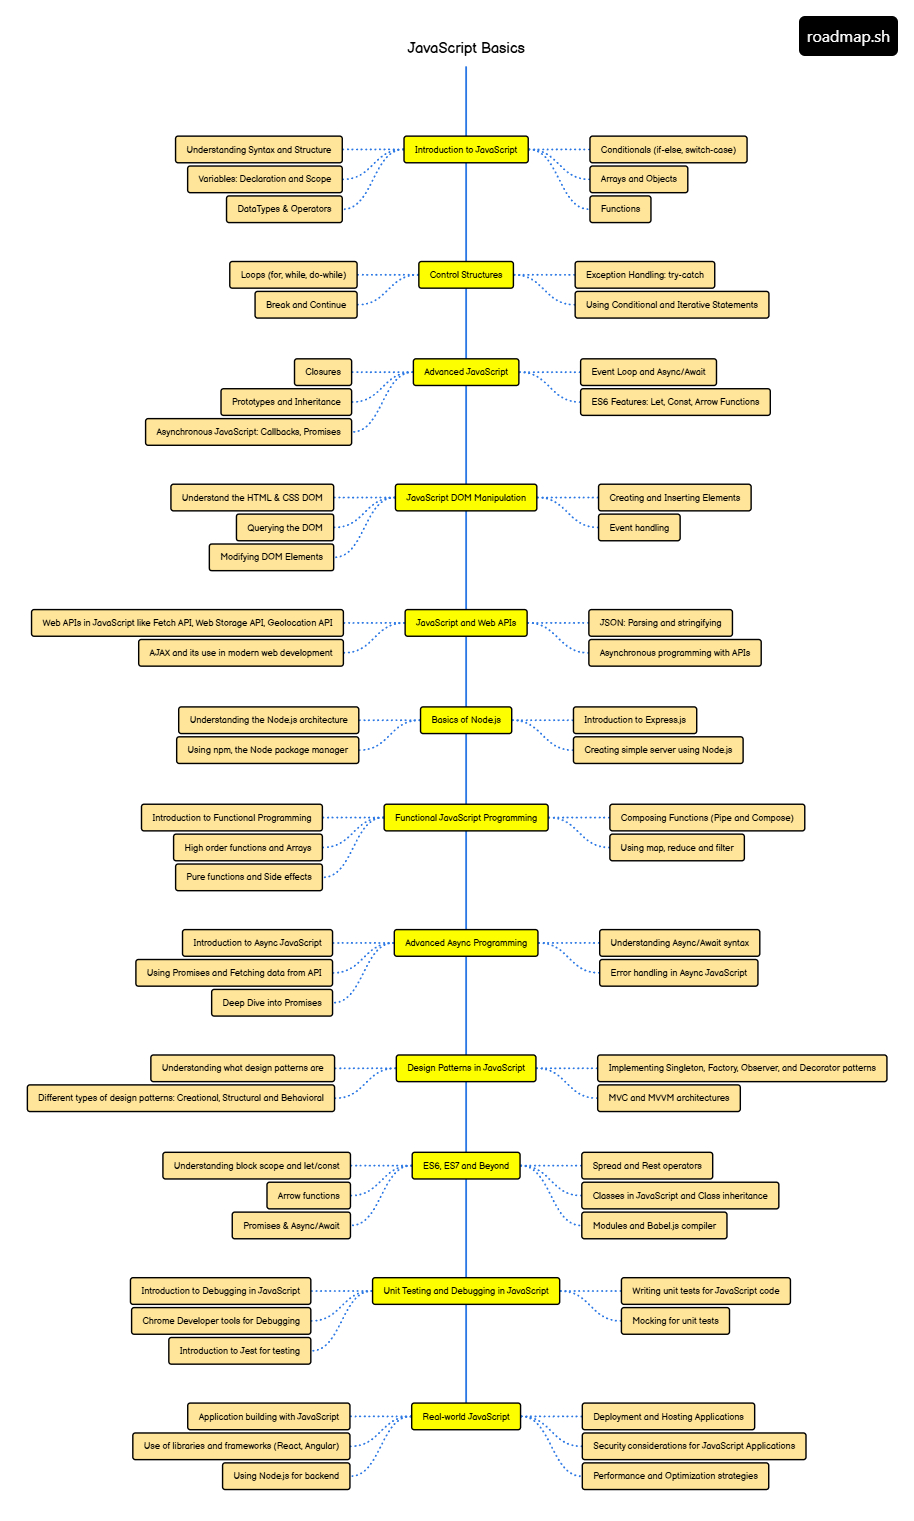 roadmap.sh
JavaScript Basics
Understanding Syntax and Structure
Variables: Declaration and Scope
DataTypes & Operators
Introduction to JavaScript
Conditionals (if-else, switch-case)
Arrays and Objects
Functions
Loops (for, while, do-while)
Break and Continue
Control Structures
Exception Handling: try-catch
Using Conditional and Iterative Statements
Closures
Prototypes and Inheritance
Asynchronous JavaScript: Callbacks, Promises
Advanced JavaScript
Event Loop and Async/Await
ES6 Features: Let, Const, Arrow Functions
Understand the HTML & CSS DOM
Querying the DOM
Modifying DOM Elements
JavaScript DOM Manipulation
Creating and Inserting Elements
Event handling
Web APIs in JavaScript like Fetch API, Web Storage API, Geolocation API
AJAX and its use in modern web development
JavaScript and Web APIs
JSON: Parsing and stringifying
Asynchronous programming with APIs
Understanding the Node.js architecture
Using npm, the Node package manager
Basics of Node.js
Introduction to Express.js
Creating simple server using Node.js
Introduction to Functional Programming
High order functions and Arrays
Pure functions and Side effects
Functional JavaScript Programming
Composing Functions (Pipe and Compose)
Using map, reduce and filter
Introduction to Async JavaScript
Using Promises and Fetching data from API
Deep Dive into Promises
Advanced Async Programming
Understanding Async/Await syntax
Error handling in Async JavaScript
Understanding what design patterns are
Different types of design patterns: Creational, Structural and Behavioral
Design Patterns in JavaScript
Implementing Singleton, Factory, Observer, and Decorator patterns
MVC and MVVM architectures
Understanding block scope and let/const
Arrow functions
Promises & Async/Await
ES6, ES7 and Beyond
Spread and Rest operators
Classes in JavaScript and Class inheritance
Modules and Babel.js compiler
Introduction to Debugging in JavaScript
Chrome Developer tools for Debugging
Introduction to Jest for testing
Unit Testing and Debugging in JavaScript
Writing unit tests for JavaScript code
Mocking for unit tests
Application building with JavaScript
Use of libraries and frameworks (React, Angular)
Using Node.js for backend
Real-world JavaScript
Deployment and Hosting Applications
Security considerations for JavaScript Applications
Performance and Optimization strategies